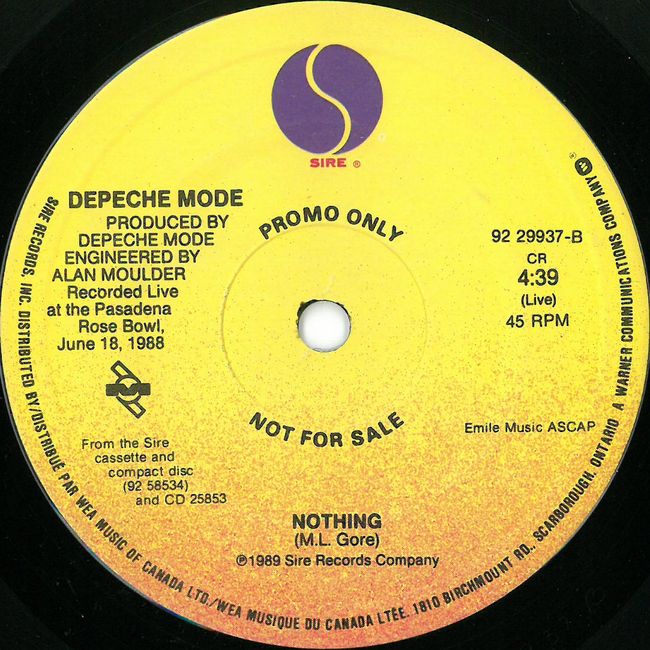 SIRE ®
DEPECHE MODE
PRODUCED BY
DEPECHE MODE
ENGINEERED BY
ALAN MOULDER
Recorded Live
at the Pasadena
Rose Bowl,
June 18, 1988
PROMO ONLY
NOT FOR SALE
92 29937-B
CR
4:39
(Live)
45 RPM
Emile Music ASCAP
From the Sire
cassette and
compact disc
(92 58534)
and CD 25853
NOTHING
(M.L. Gore)
℗1989 Sire Records Company
SIRE RECORDS, INC. DISTRIBUTED BY/DISTRIBUÉ PAR WEA MUSIC OF CANADA LTD./WEA MUSIQUE DU CANADA LTÉE. 1810 BIRCHMOUNT RD., SCARBOROUGH, ONTARIO A WARNER COMMUNICATIONS COMPANY